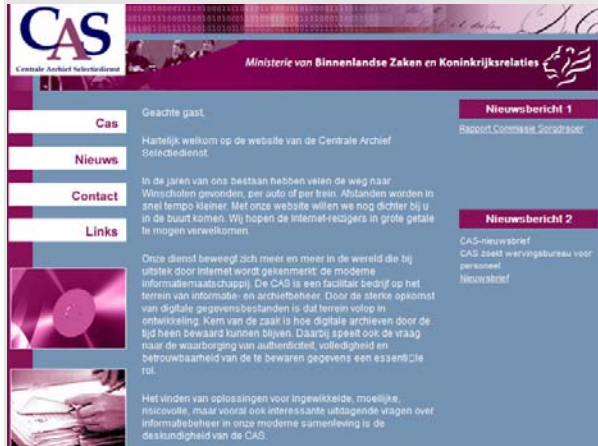 CAS
Centrale Archief Selectiedienst
Ministerie van Binnenlandse Zaken en Koninkrijksrelaties
Cas
Nieuws
Contact
Links
Geachte gast,
Hartelijk welkom op de website van de Centrale Archief
Selectiedienst.
In de jaren van ons bestaan hebben velen de weg naar
Winschoten gevonden, per auto of per trein. Afstanden worden in
snel tempo kleiner. Met onze website willen we nog dichter bij u
in de buurt komen. Wij hopen de Internet-reizigers in grote getale
te mogen verwelkomen.
Onze dienst beweegt zich meer en meer in de wereld die bij
uitstek door Internet wordt gekenmerkt: de moderne
informatiemaatschappij. De CAS is een facilitair bedrijf op het
terrein van informatie- en archiefbeheer. Door de sterke opkomst
van digitale gegevensbestanden is dat terrein volop in
ontwikkeling. Kern van de zaak is hoe digitale archieven door de
tijd heen bewaard kunnen blijven. Daarbij speelt ook de vraag
naar de waarborging van authenticiteit, volledigheid en
betrouwbaarheid van de te bewaren gegevens een essenti□le
rol.
Het vinden van oplossingen voor ingewikkelde, moeilijke,
risicovolle, maar vooral ook interessante uitdagende vragen over
informatiebeheer in onze moderne samenleving is de
deskundigheid van de CAS.
Nieuwsbericht 1
Rapport Commissie Sorgdrager
Nieuwsbericht 2
CAS-nieuwsbrief
CAS zoekt wervingsbureau voor
personeel
Nieuwsbrief